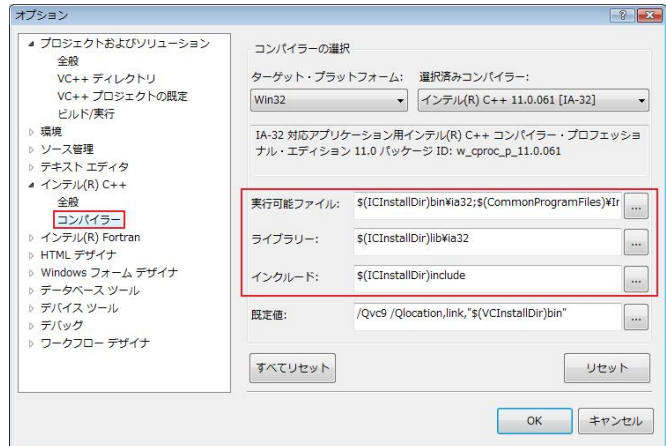 オプション
プロジェクトおよびソリューション
全般
VC++ ディレクトリ
VC++ プロジェクトの既定
ビルド/実行
環境
ソース管理
テキスト エディタ
インテル(R) C++
全般
コンパイラー
インテル(R) Fortran
HTML デザイナ
Windows フォーム デザイナ
データベース ツール
デバイス ツール
デバッグ
ワークフロー デザイナ
コンパイラーの選択
ターゲット・プラットフォーム: 選択済みコンパイラー:
Win32 インテル(R) C++ 11.0.061 [IA-32]
IA-32 対応アプリケーション用インテル(R) C++ コンパイラー・プロフェッショ
ナル・エディション 11.0 パッケージ ID: w_cproc_p_11.0.061
実行可能ファイル: $(ICInstallDir)bin¥ia32;$(CommonProgramFiles)¥Ir ...
ライブラリー: $(ICInstallDir)lib¥ia32 ...
インクルード: $(ICInstallDir)include ...
既定値: /Qvc9 /Qlocation,link,"$(VCInstallDir)bin" ...
すべてリセット リセット
OK キャンセル